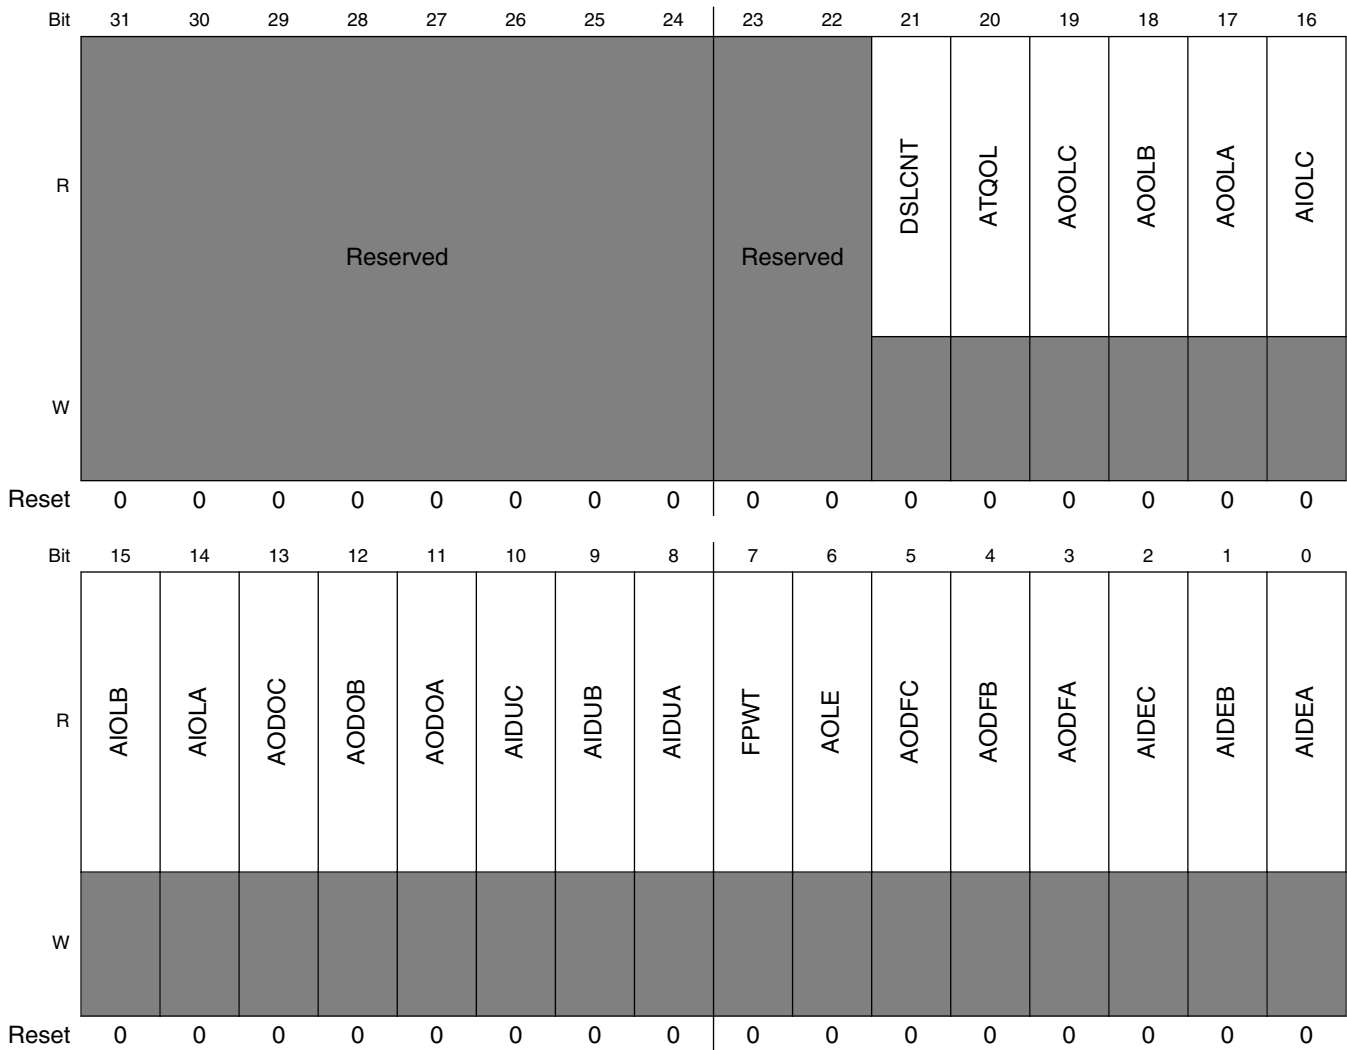 Bit 31 30 29 28 27 26 25 24 23 22 21 20 19 18 17 16
R Reserved Reserved DSLCNT ATQOL AOOLC AOOLB AOOLA AIOLC
W
Reset 0 0 0 0 0 0 0 0 0 0 0 0 0 0 0 0
Bit 15 14 13 12 11 10 9 8 7 6 5 4 3 2 1 0
R AIOLB AIOLA AODOC AODOB AODOA AIDUC AIDUB AIDUA FPWT AOLE AODFC AODFB AODFA AIDEC AIDEB AIDEA
W
Reset 0 0 0 0 0 0 0 0 0 0 0 0 0 0 0 0